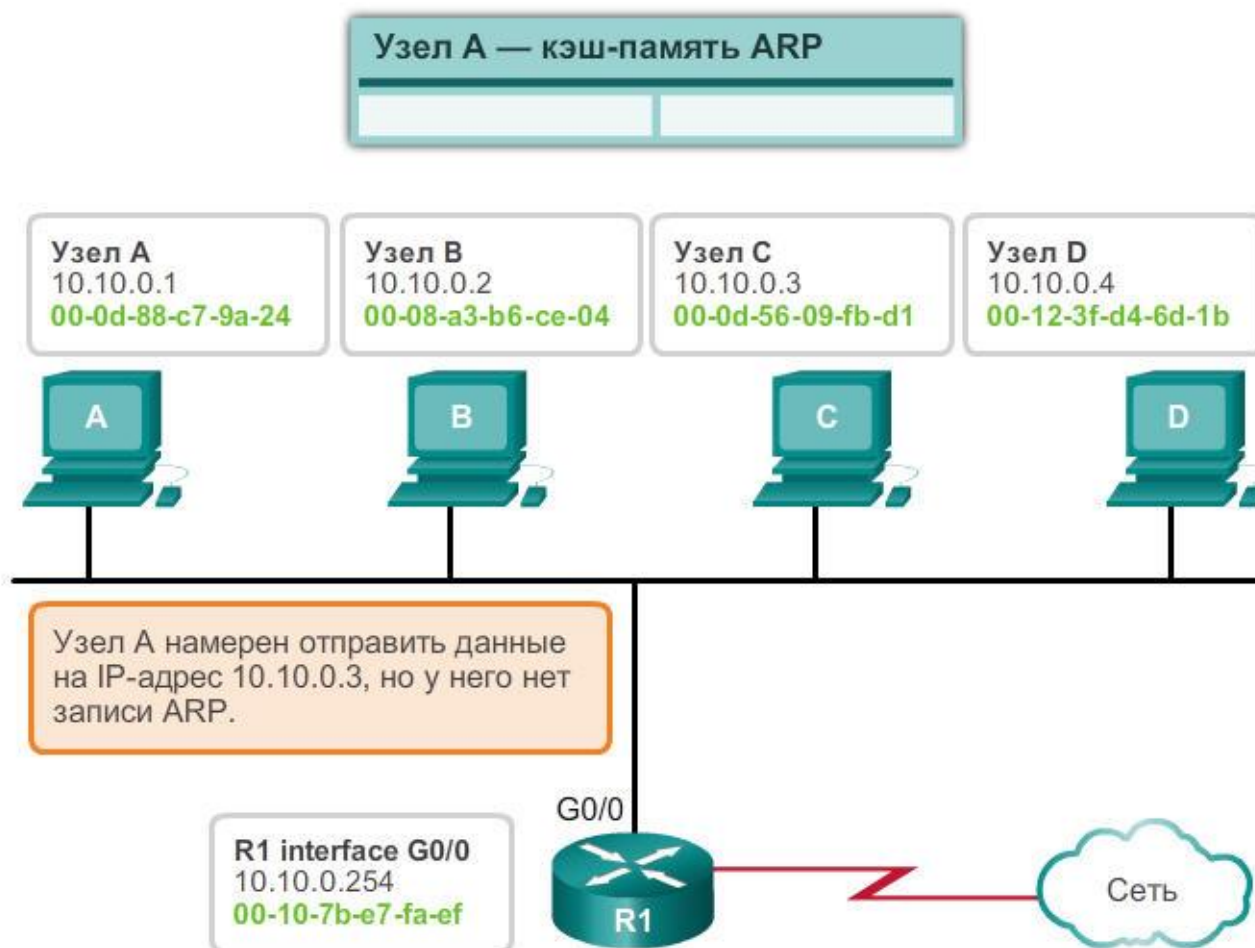 Узел A — кэш-память ARP
Узел A
10.10.0.1
00-0d-88-c7-9a-24
Узел B
10.10.0.2
00-08-a3-b6-ce-04
Узел C
10.10.0.3
00-0d-56-09-fb-d1
Узел D
10.10.0.4
00-12-3f-d4-6d-1b
A
B
C
D
Узел A намерен отправить данные
на IP-адрес 10.10.0.3, но у него нет
записи ARP.
G0/0
R1 interface G0/0
10.10.0.254
00-10-7b-e7-fa-ef
R1
Сеть